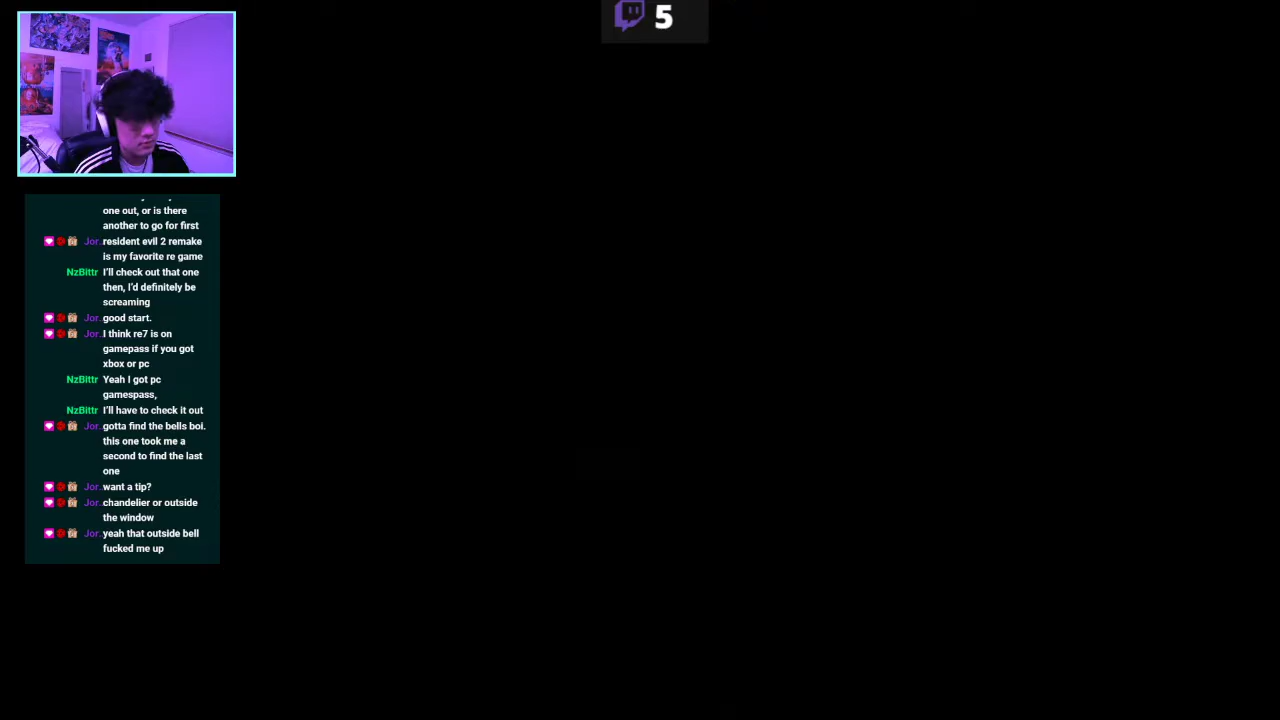 5
one out, or is there
another to go for first
Jor..resident evil 2 remake
is my favorite re game
NzBittr I'll check out that one
then, I'd definitely be
screaming
Jor..good start.
Jor..I think re7 is on
gamepass if you got
xbox or pc
NzBittr Yeah I got pc
gamespass,
NzBittr I'll have to check it out
Jor..gotta find the bells boi.
this one took me a
second to find the last
one
Jor..want a tip?
Jor..chandelier or outside
the window
Jor..yeah that outside bell
fucked me up